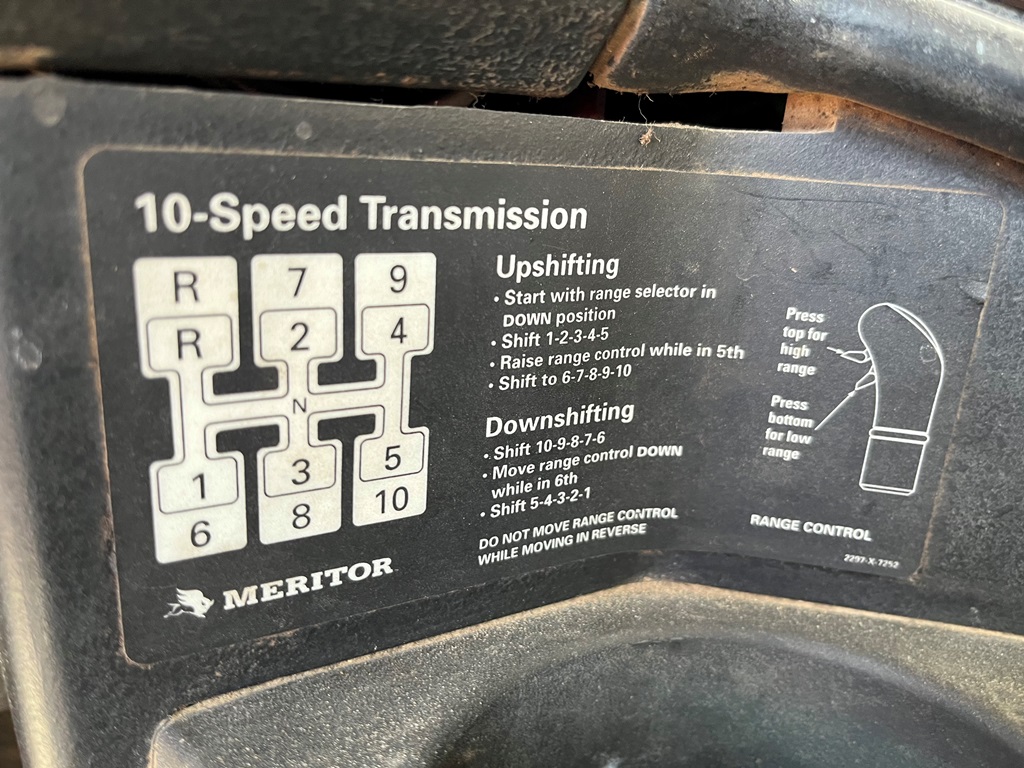 10-Speed Transmission
R 7 9
R 2 4
N
1 3 5
6 8 10
MERITOR
Upshifting
• Start with range selector in
DOWN position
• Shift 1-2-3-4-5
• Raise range control while in 5th
• Shift to 6-7-8-9-10
Downshifting
• Shift 10-9-8-7-6
• Move range control DOWN
while in 6th
• Shift 5-4-3-2-1
DO NOT MOVE RANGE CONTROL
WHILE MOVING IN REVERSE
Press
top for
high
range
Press
bottom
for low
range
RANGE CONTROL
2297-X-7252